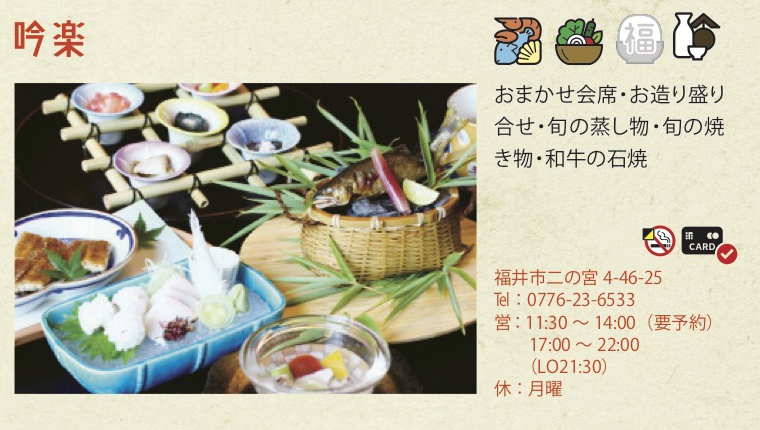 吟楽
福
おまかせ会席・お造り盛り
合せ・旬の蒸し物・旬の焼
き物・和牛の石焼
CARD
福井市二の宮 4-46-25
Tel：0776-23-6533
営：11:30 ～ 14:00（要予約）
17:00 ～ 22:00
（LO21:30）
休：月曜